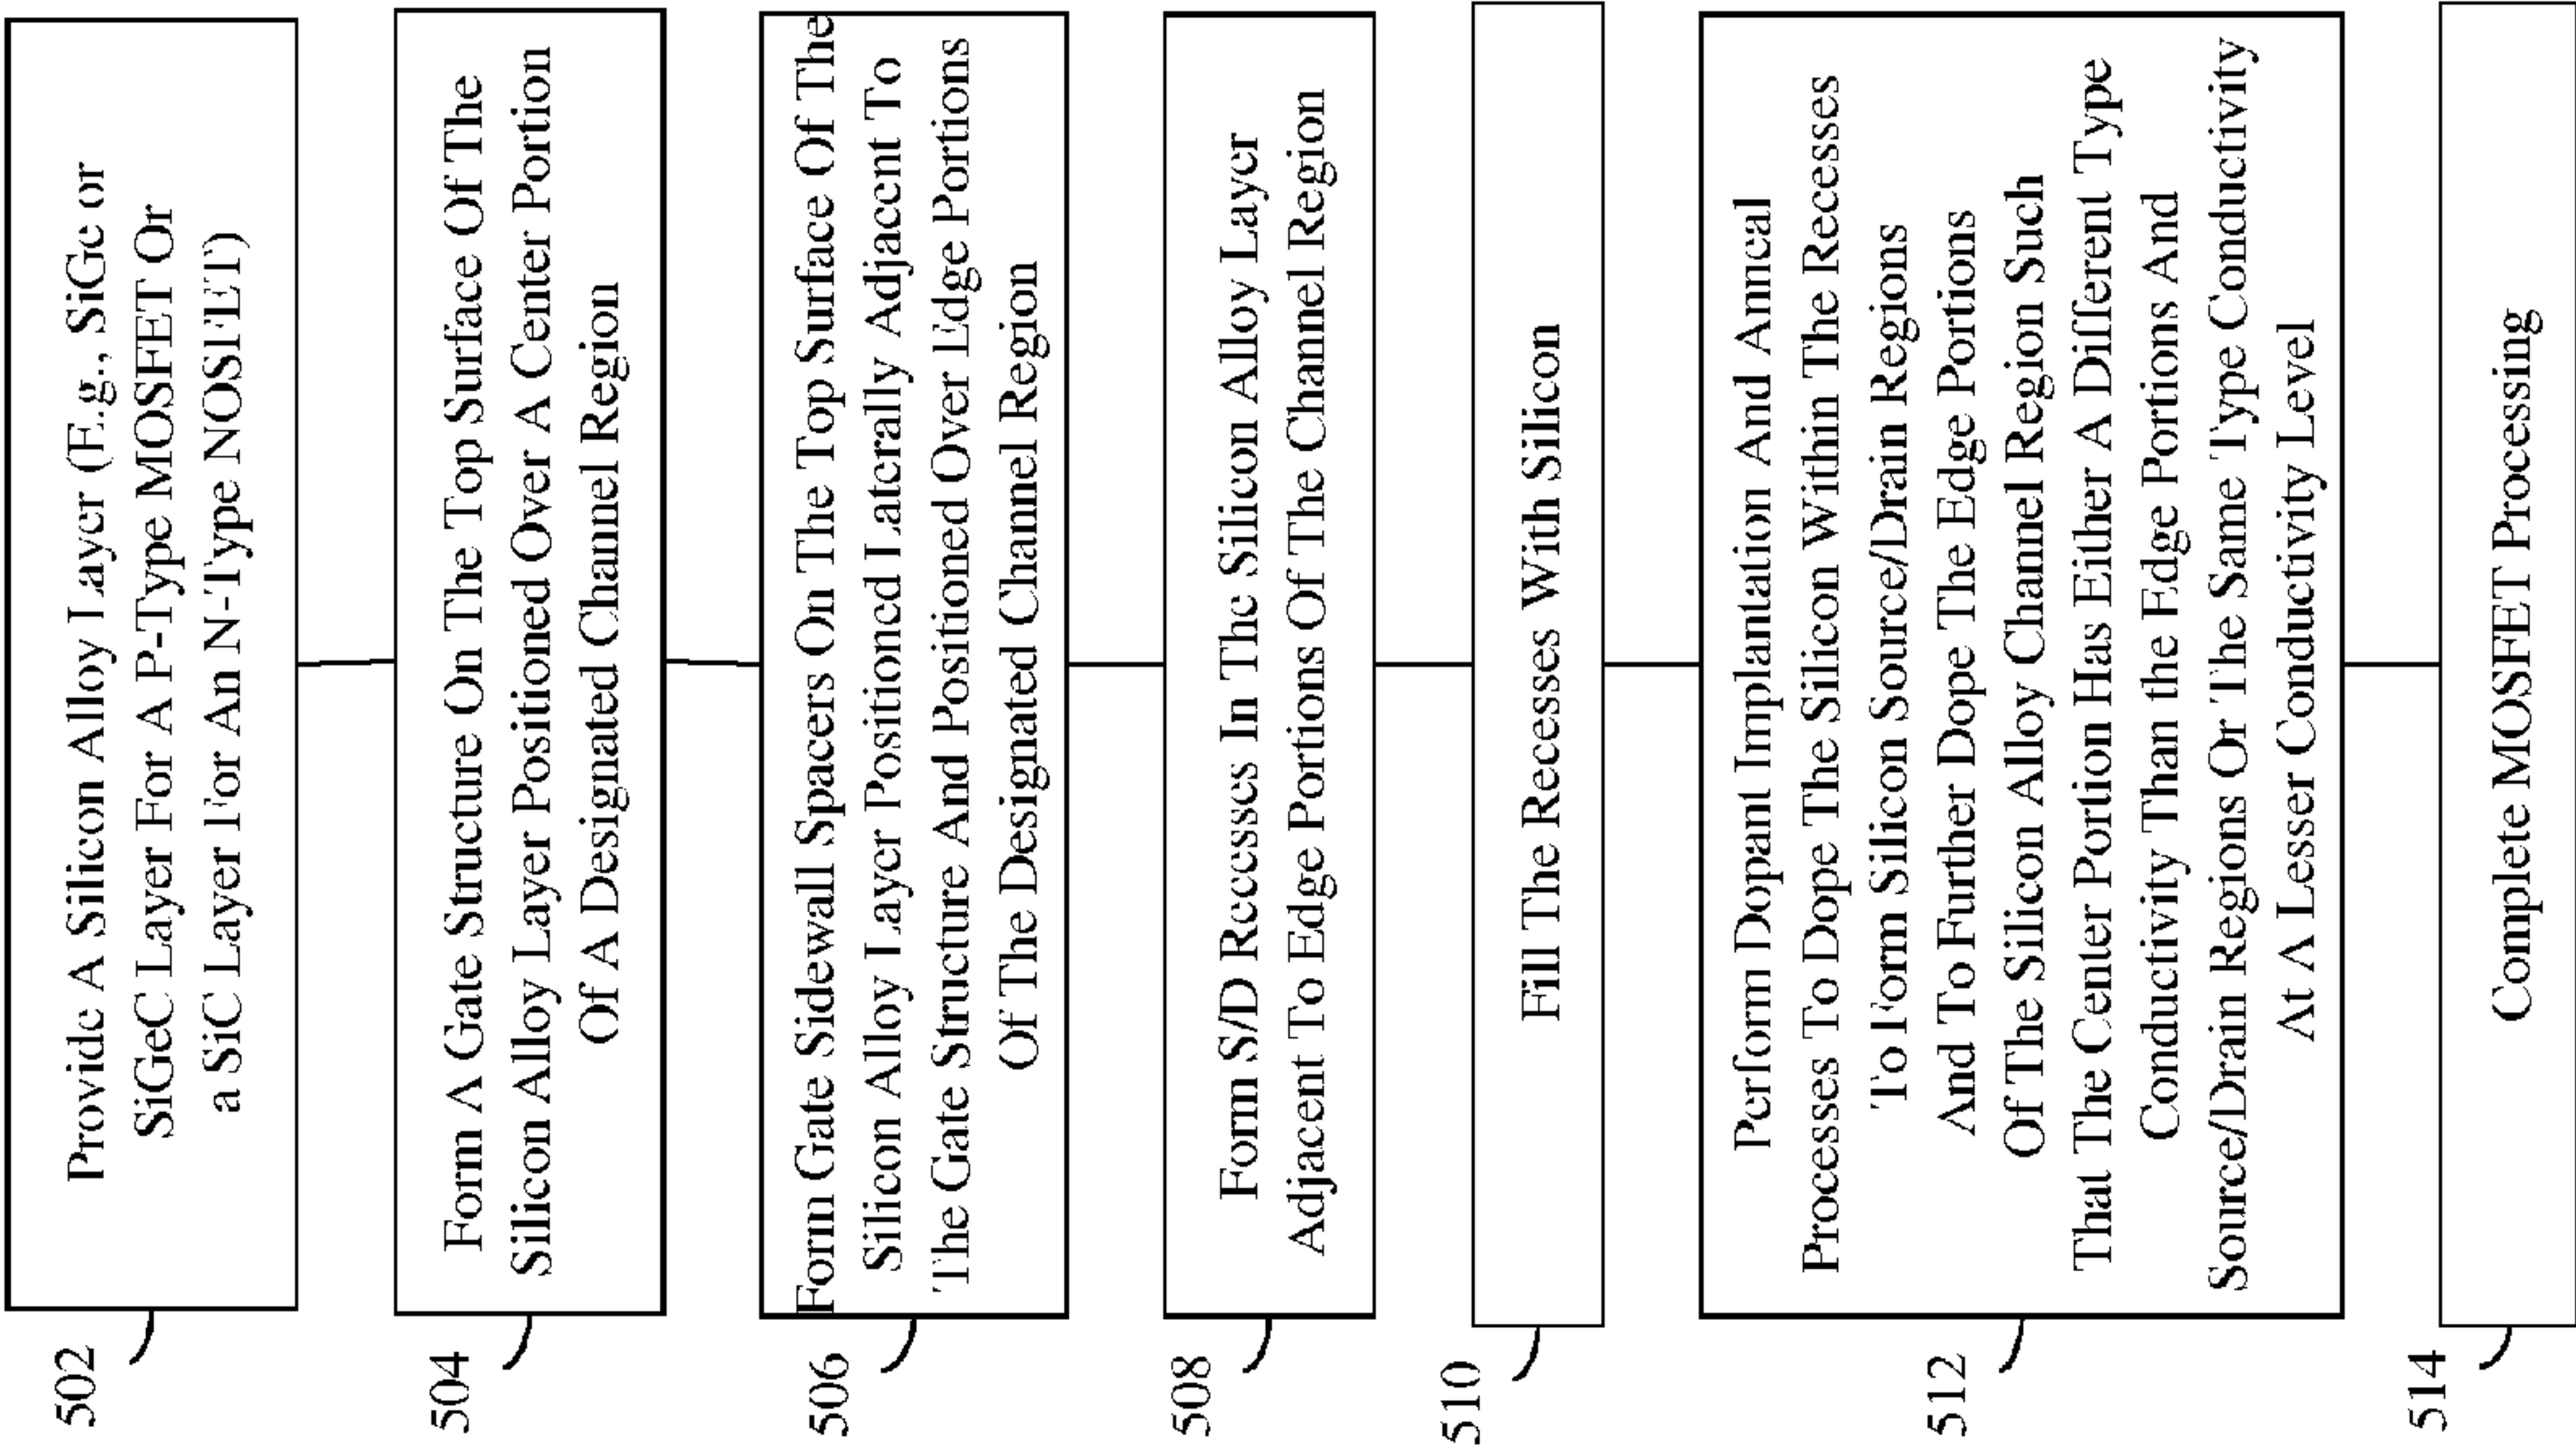 502
Provide A Silicon Alloy Layer (E.g., SiGe or
SiGeC Layer For A P-Type MOSFET Or
a SiC Layer For An N-Type NOSFET)
504
Form A Gate Structure On The Top Surface Of The
Silicon Alloy Layer Positioned Over A Center Portion
Of A Designated Channel Region
506
Form Gate Sidewall Spacers On The Top Surface Of The
Silicon Alloy Layer Positioned Laterally Adjacent To
The Gate Structure And Positioned Over Edge Portions
Of The Designated Channel Region
508
Form S/D Recesses In The Silicon Alloy Layer
Adjacent To Edge Portions Of The Channel Region
510
Fill The Recesses With Silicon
512
Perform Dopant Implantation And Anneal
Processes To Dope The Silicon Within The Recesses
To Form Silicon Source/Drain Regions
And To Further Dope The Edge Portions
Of The Silicon Alloy Channel Region Such
That The Center Portion Has Either A Different Type
Conductivity Than the Edge Portions And
Source/Drain Regions Or The Same Type Conductivity
At A Lesser Conductivity Level
514
Complete MOSFET Processing